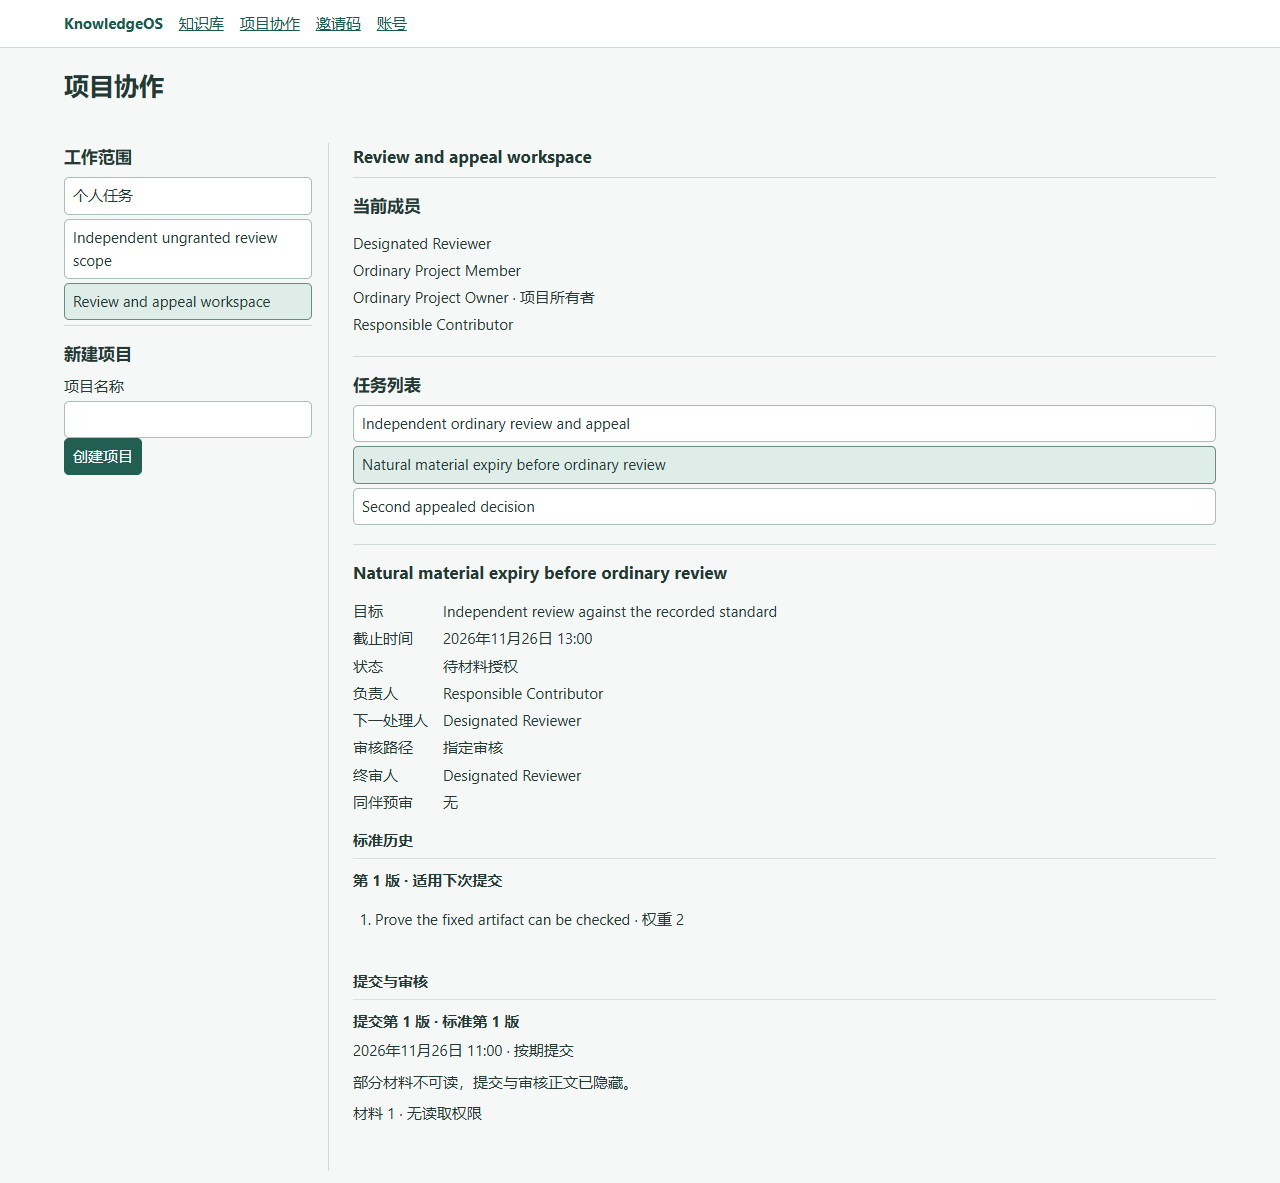 KnowledgeOS 知识库 项目协作 邀请码 账号
项目协作
工作范围
个人任务
Independent ungranted review
scope
Review and appeal workspace
新建项目
项目名称
创建项目
Review and appeal workspace
当前成员
Designated Reviewer
Ordinary Project Member
Ordinary Project Owner · 项目所有者
Responsible Contributor
任务列表
Independent ordinary review and appeal
Natural material expiry before ordinary review
Second appealed decision
Natural material expiry before ordinary review
目标 Independent review against the recorded standard
截止时间 2026年11月26日 13:00
状态 待材料授权
负责人 Responsible Contributor
下一处理人 Designated Reviewer
审核路径 指定审核
终审人 Designated Reviewer
同伴预审 无
标准历史
第 1 版 · 适用下次提交
1. Prove the fixed artifact can be checked · 权重 2
提交与审核
提交第 1 版 · 标准第 1 版
2026年11月26日 11:00 · 按期提交
部分材料不可读，提交与审核正文已隐藏。
材料 1 · 无读取权限